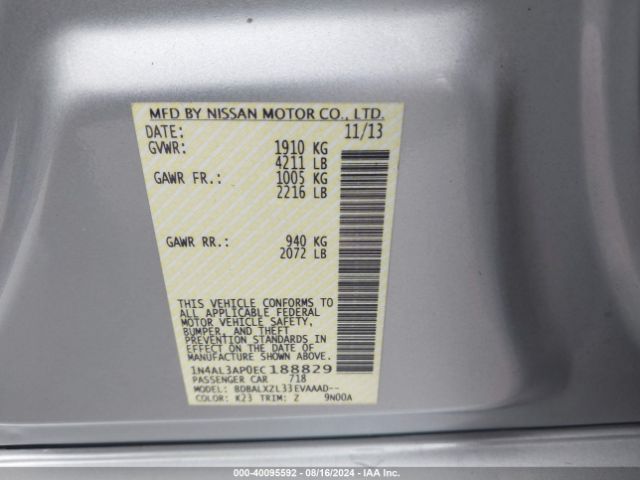 MFD BY NISSAN MOTOR CO., LTD.
DATE: 11/13
GVWR: 1910 KG
4211 LB
GAWR FR.: 1005 KG
2216 LB
GAWR RR.: 940 KG
2072 LB
THIS VEHICLE CONFORMS TO
ALL APPLICABLE FEDERAL
MOTOR VEHICLE SAFETY,
BUMPER, AND THEFT
PREVENTION STANDARDS IN
EFFECT ON THE DATE OF
MANUFACTURE SHOWN ABOVE.
1N4AL3AP0EC188829
PASSENGER CAR 718
MODEL: BDBALXZL33EVAAAD--
COLOR: K23 TRIM: Z 9N00A
000-40095592 - 08/16/2024 - IAA Inc.